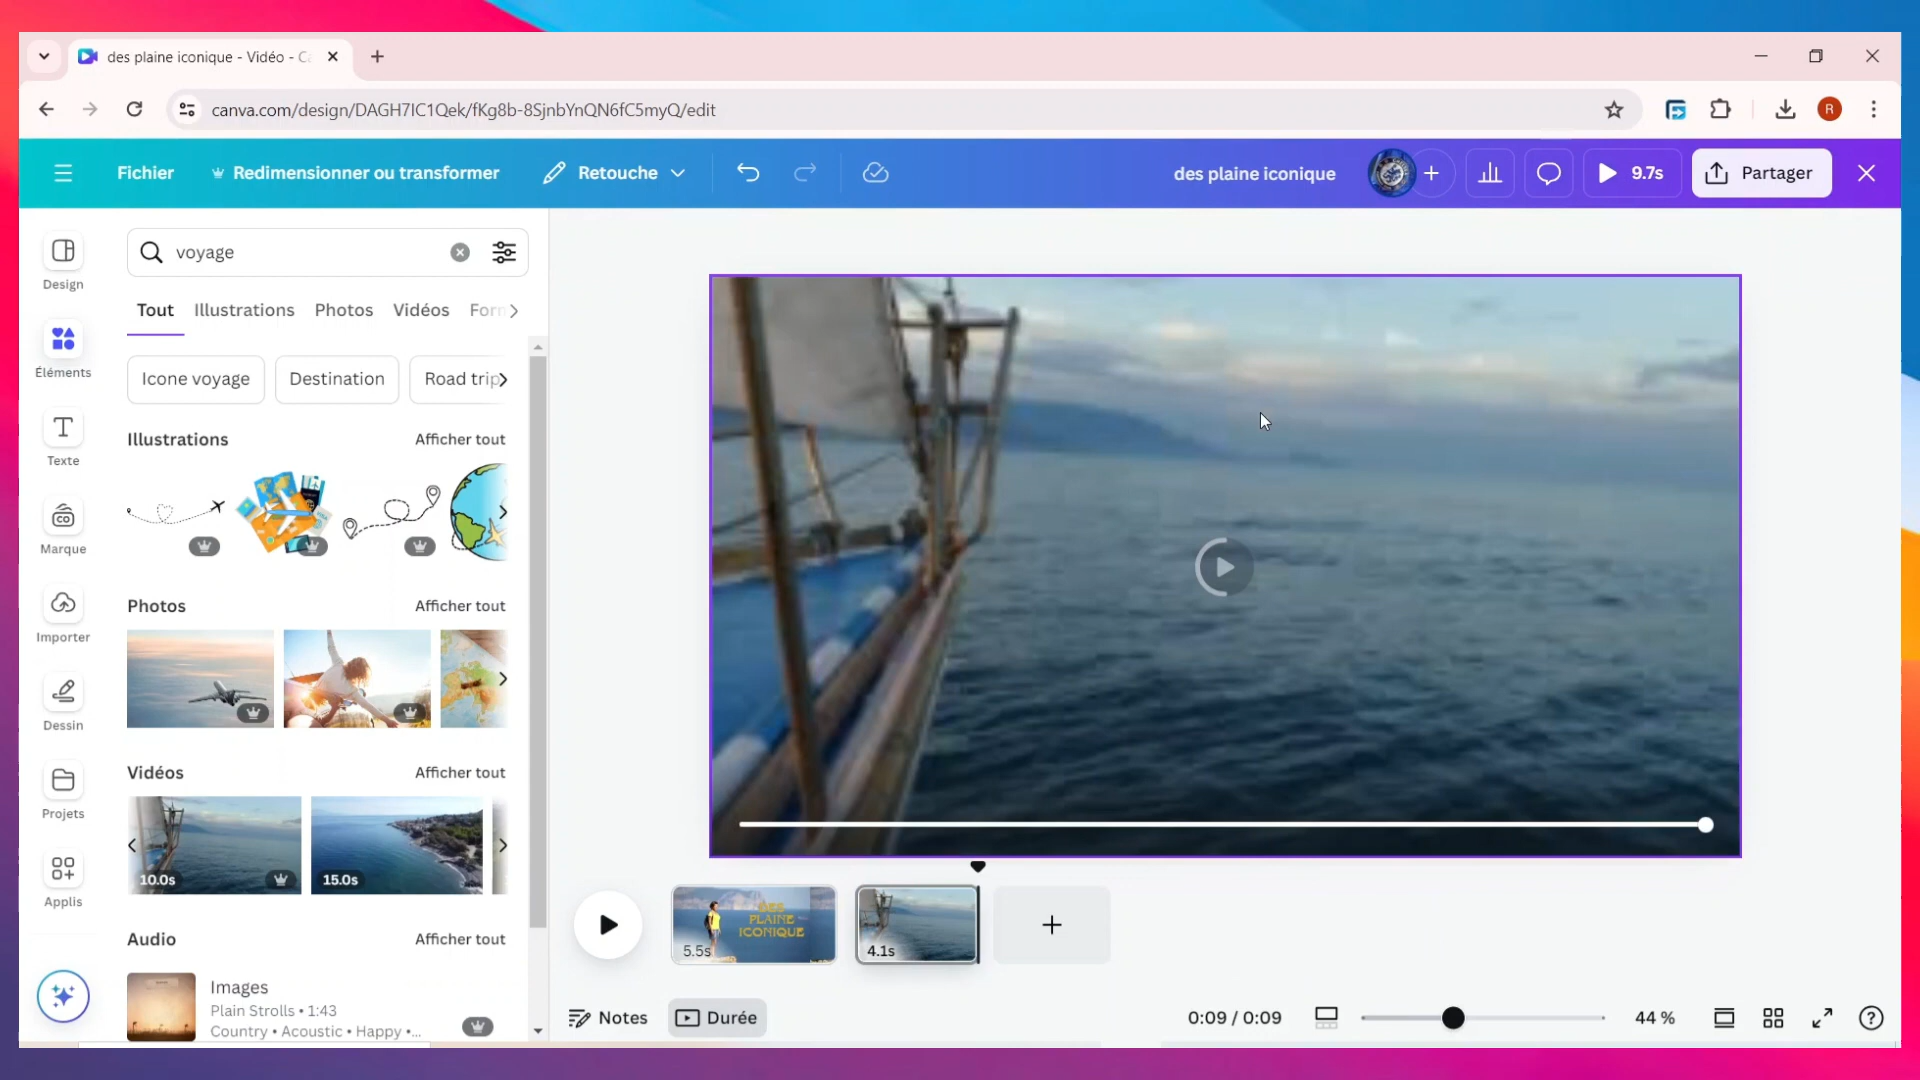 des plaine iconique - Vidéo - Ca
canva.com/design/DAGH7IC1Qek/fKg8b-8SjnbYnQN6fC5myQ/edit
R
Fichier
Redimensionner ou transformer
Retouche
des plaine iconique
9.7s
Partager
voyage
Tout
Illustrations
Photos
Vidéos
Form
Design
Éléments
Texte
Marque
Importer
Dessin
Projets
Applis
Icone voyage
Destination
Road trip
Illustrations
Afficher tout
Photos
Afficher tout
Vidéos
Afficher tout
10.0s
15.0s
Audio
Afficher tout
Images
Plain Strolls • 1:43
Country • Acoustic • Happy •...
DES
PLAINE
ICONIQUE
5.5s
4.1s
Notes
Durée
0:09 / 0:09
44 %